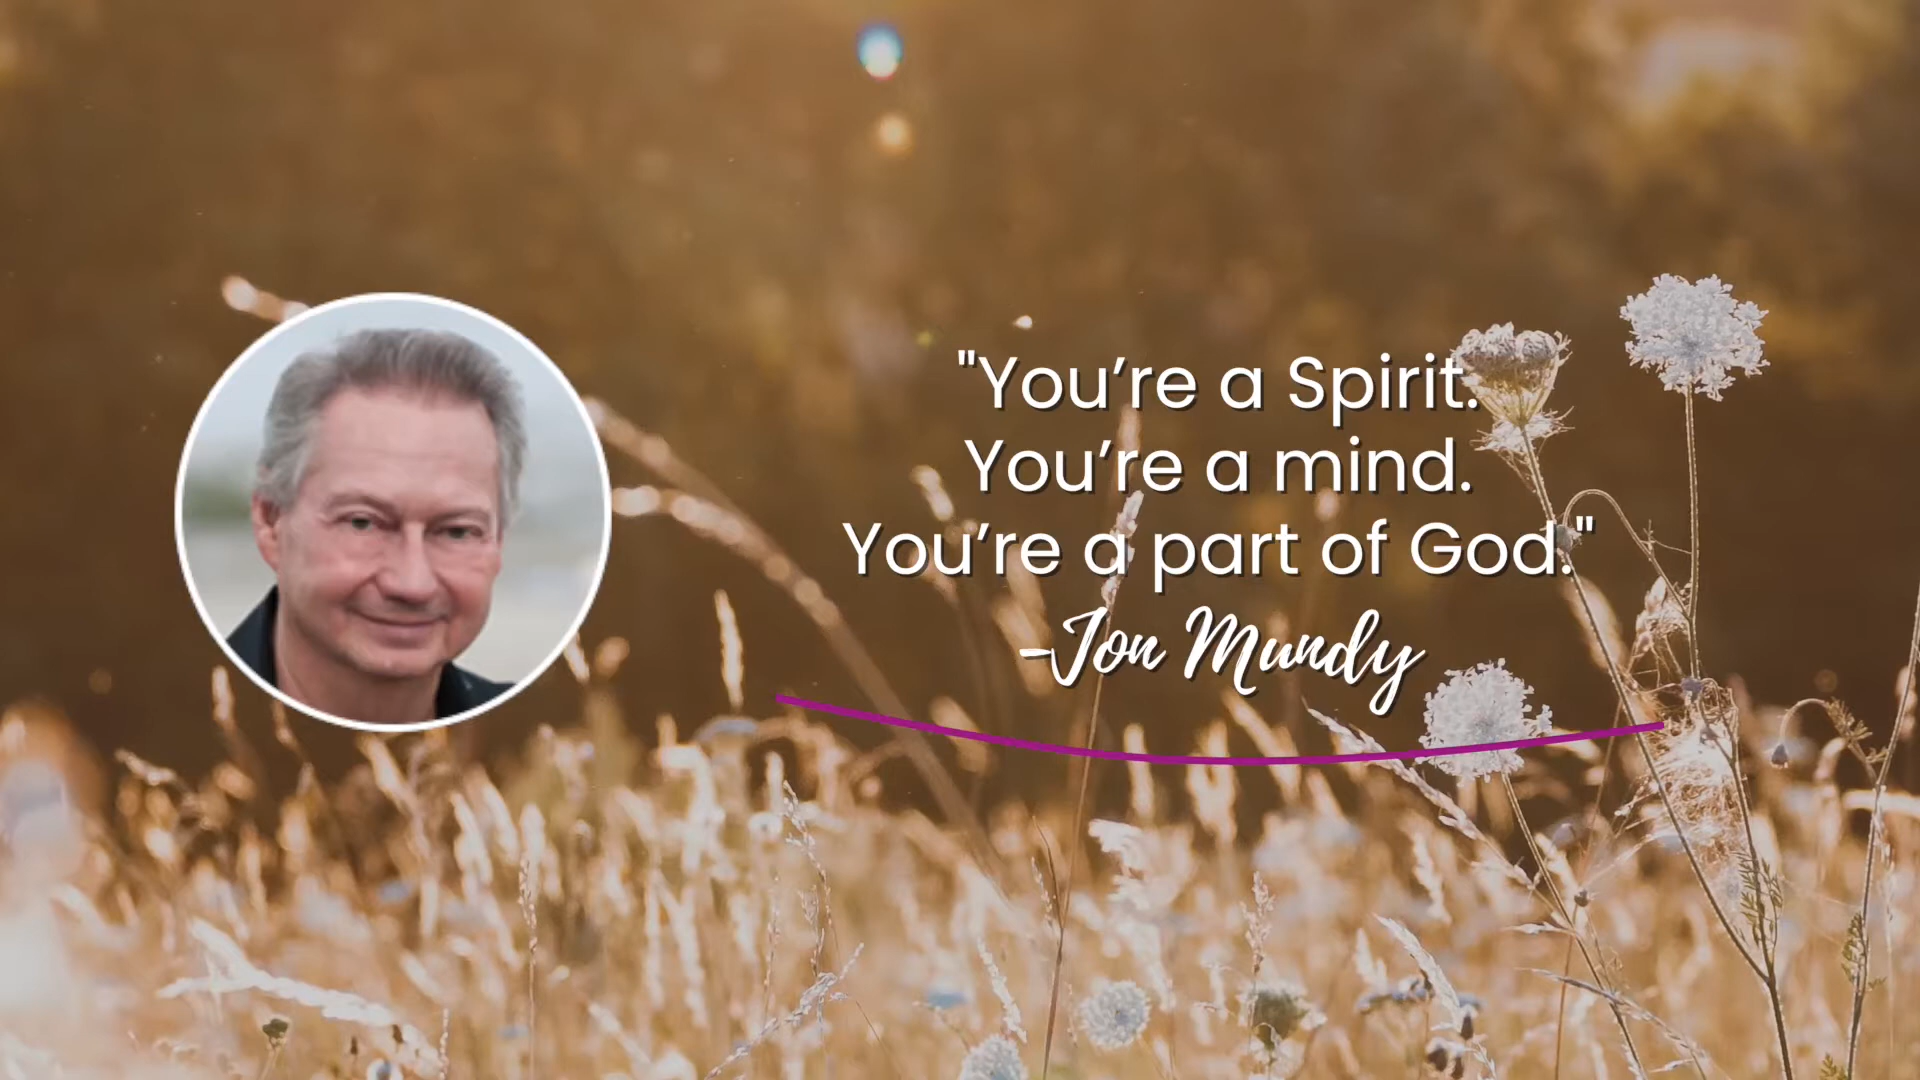 "You’re a Spirit.
You’re a mind.
You’re a part of God."
-Jon Mundy